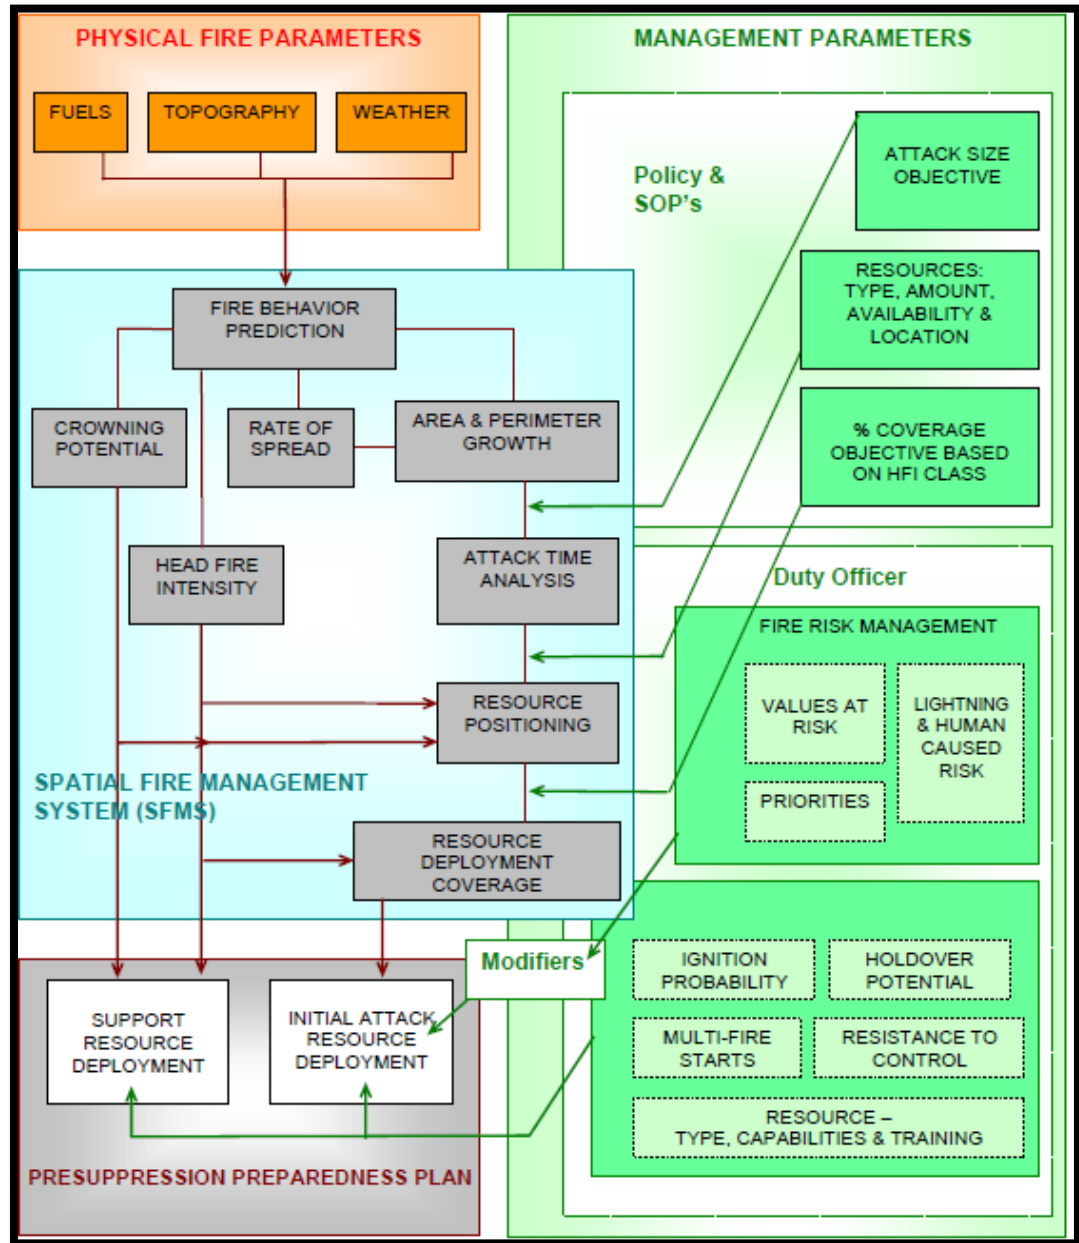 PHYSICAL FIRE PARAMETERS
FUELS
TOPOGRAPHY
WEATHER
MANAGEMENT PARAMETERS
Policy &
SOP's
ATTACK SIZE
OBJECTIVE
RESOURCES:
TYPE, AMOUNT,
AVAILABILITY &
LOCATION
% COVERAGE
OBJECTIVE BASED
ON HFI CLASS
FIRE BEHAVIOR
PREDICTION
CROWNING
POTENTIAL
RATE OF
SPREAD
AREA & PERIMETER
GROWTH
HEAD FIRE
INTENSITY
ATTACK TIME
ANALYSIS
RESOURCE
POSITIONING
SPATIAL FIRE MANAGEMENT
SYSTEM (SFMS)
RESOURCE
DEPLOYMENT
COVERAGE
Duty Officer
FIRE RISK MANAGEMENT
VALUES AT
RISK
LIGHTNING
& HUMAN
CAUSED
RISK
PRIORITIES
Modifiers
IGNITION
PROBABILITY
HOLDOVER
POTENTIAL
MULTI-FIRE
STARTS
RESISTANCE TO
CONTROL
RESOURCE –
TYPE, CAPABILITIES & TRAINING
SUPPORT
RESOURCE
DEPLOYMENT
INITIAL ATTACK
RESOURCE
DEPLOYMENT
PRESUPPRESSION PREPAREDNESS PLAN